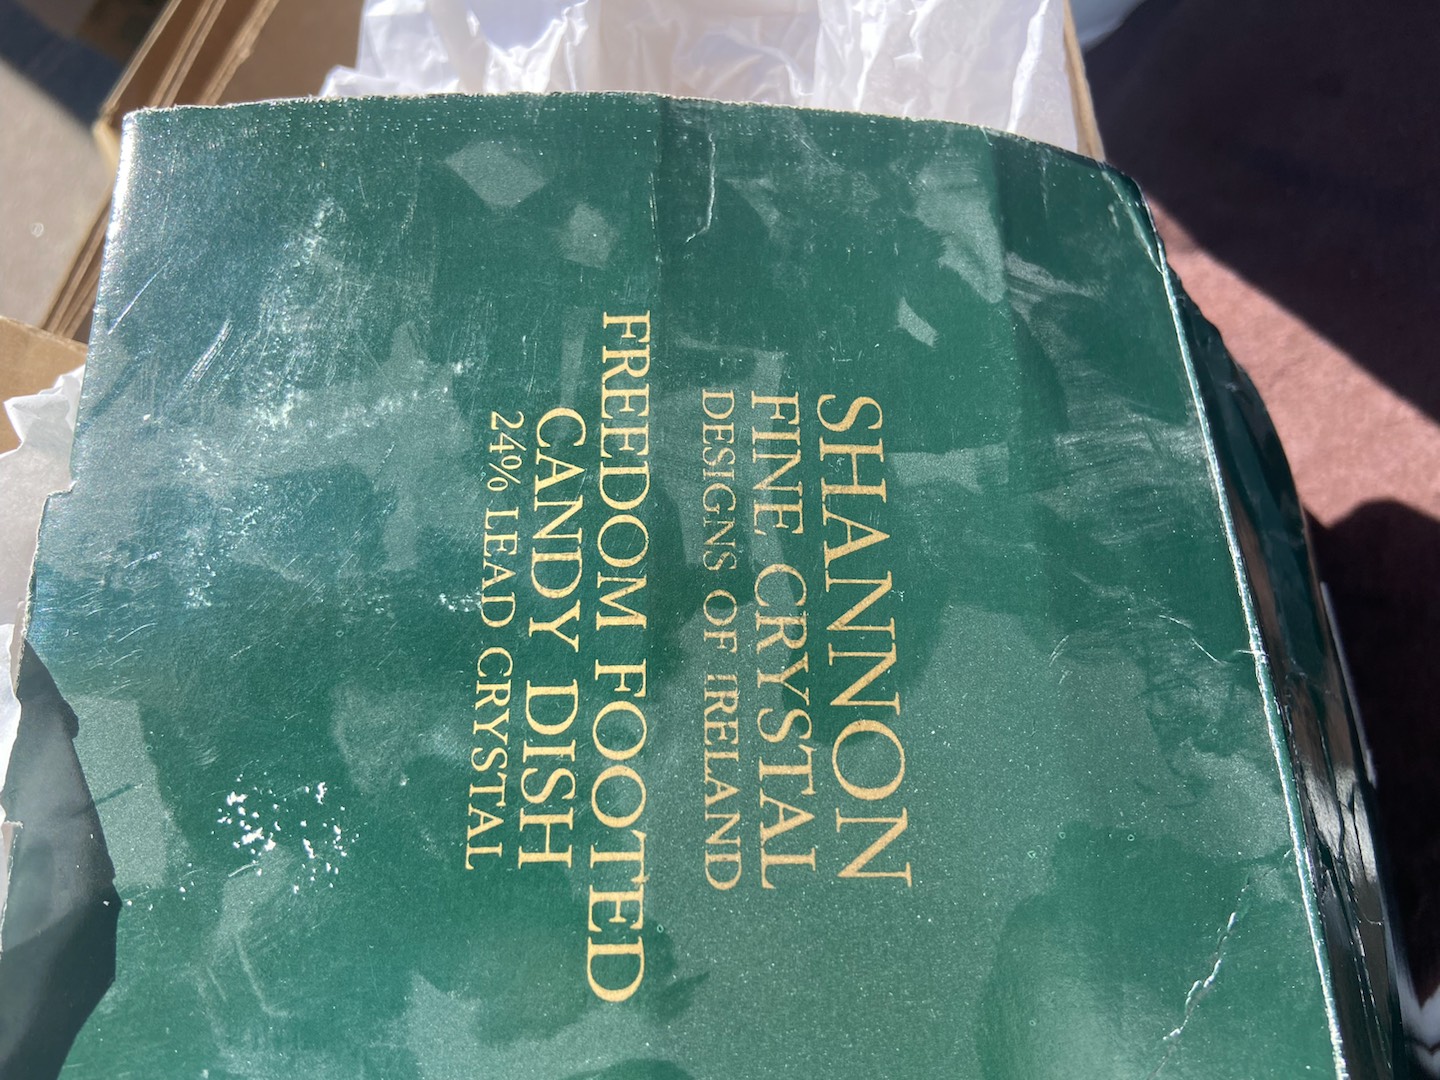 SHANNON
FINE CRYSTAL
DESIGNS OF IRELAND
FREEDOM FOOTED
CANDY DISH
24% LEAD CRYSTAL